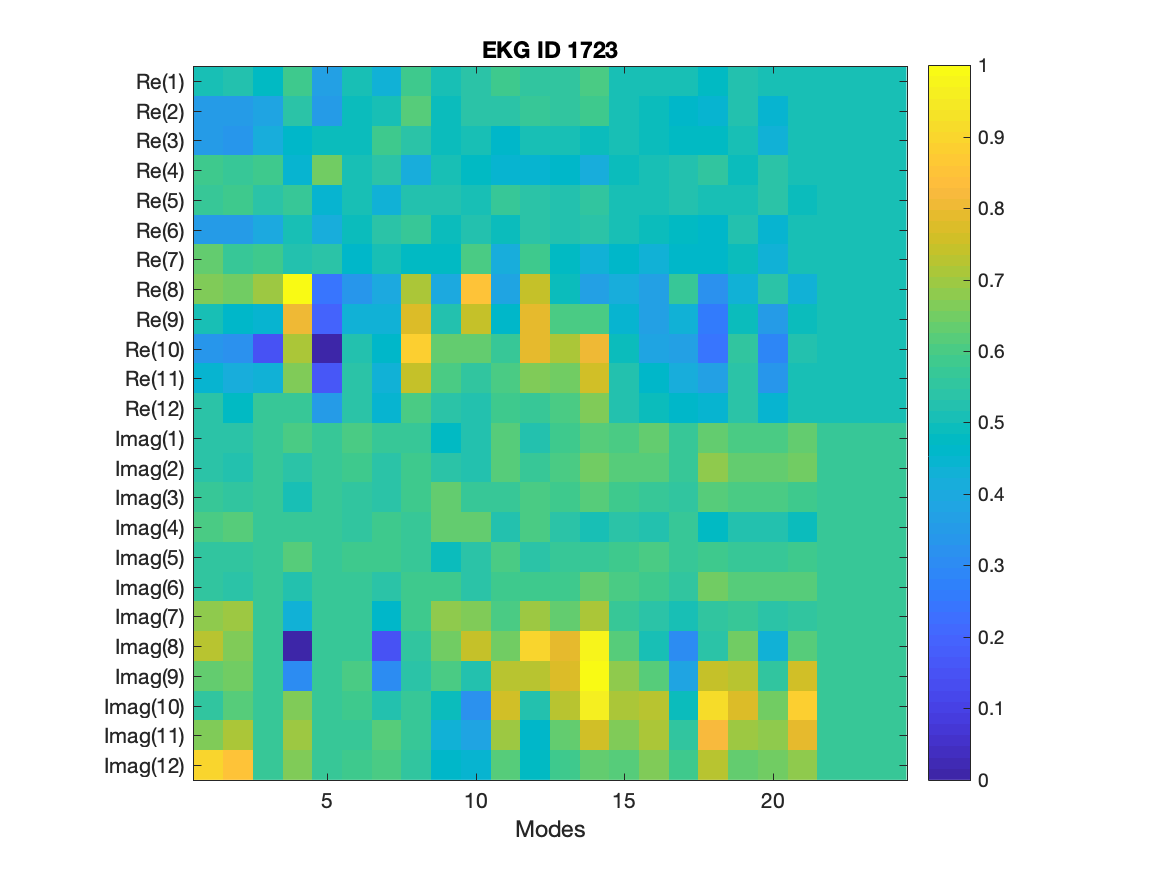 EKG ID 1723
Re(1)
Re(2)
Re(3)
Re(4)
Re(5)
Re(6)
Re(7)
Re(8)
Re(9)
Re(10)
Re(11)
Re(12)
Imag(1)
Imag(2)
Imag(3)
Imag(4)
Imag(5)
Imag(6)
Imag(7)
Imag(8)
Imag(9)
Imag(10)
Imag(11)
Imag(12)
5 10 15 20
Modes
1
0.9
0.8
0.7
0.6
0.5
0.4
0.3
0.2
0.1
0